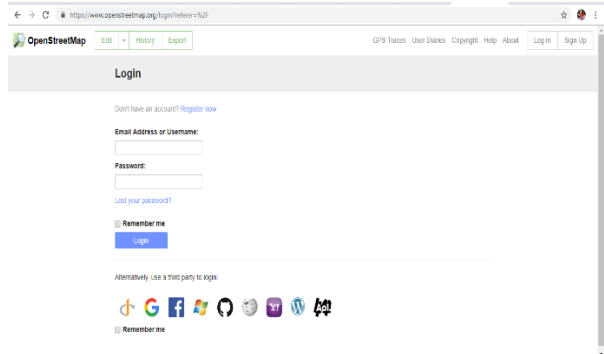 https://www.openstreetmap.org/login?referer=%2F
OpenStreetMap Edit History Export GPS Traces User Diaries Copyright Help About Log In Sign Up
Login
Don't have an account? Register now
Email Address or Username:
Password:
Lost your password?
Remember me
Login
Alternatively, use a third party to login:
G f W Y! W Aol
Remember me